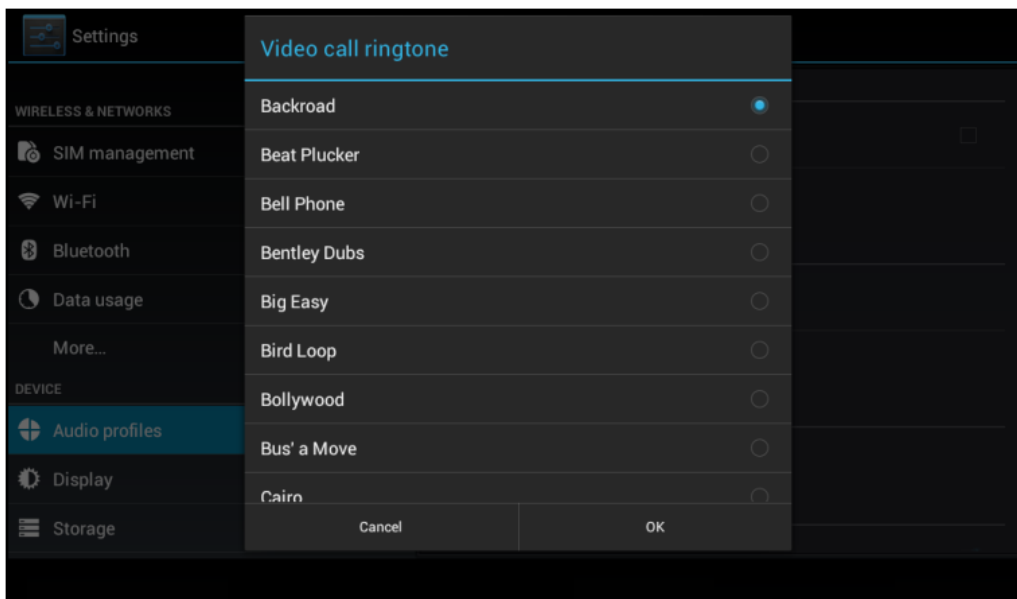 Settings
WIRELESS & NETWORKS
SIM management
Wi-Fi
Bluetooth
Data usage
More...
DEVICE
Audio profiles
Display
Storage
Video call ringtone
Backroad
Beat Plucker
Bell Phone
Bentley Dubs
Big Easy
Bird Loop
Bollywood
Bus' a Move
Cairo
Cancel
OK